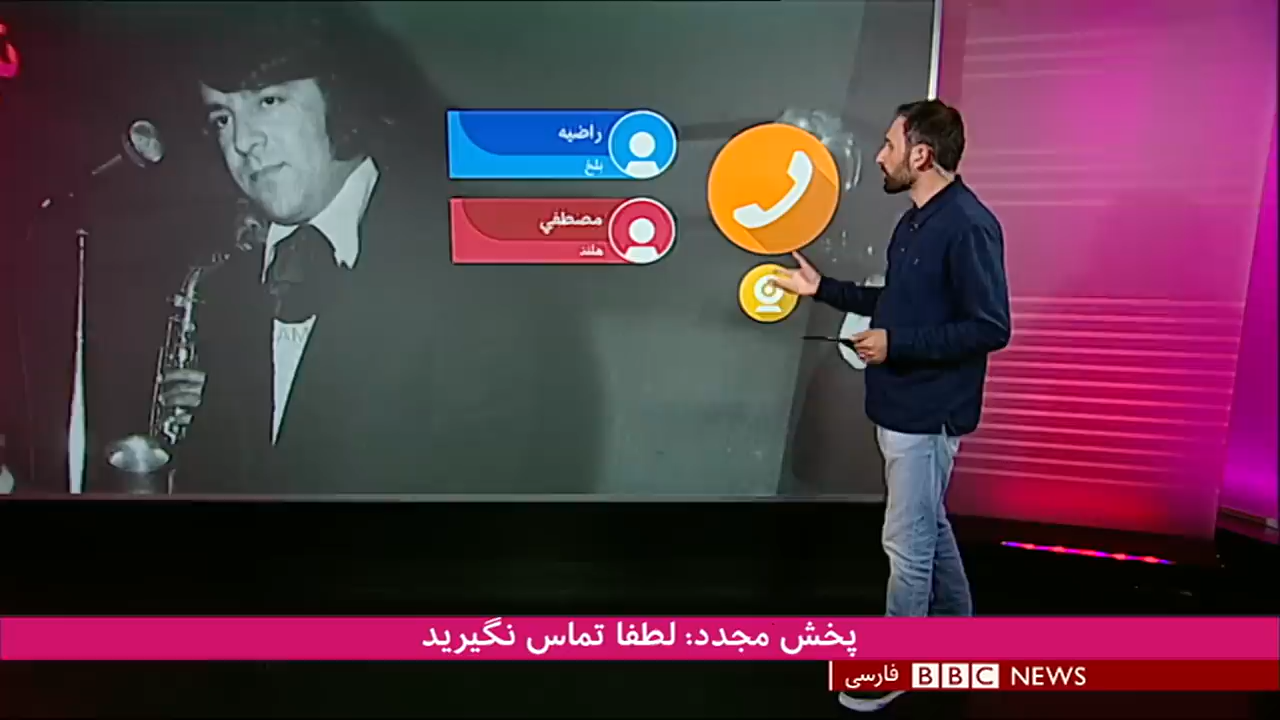 راضیه
بلخ
مصطفي
هلند
پخش مجدد: لطفا تماس نگیرید
فارسی BBC NEWS